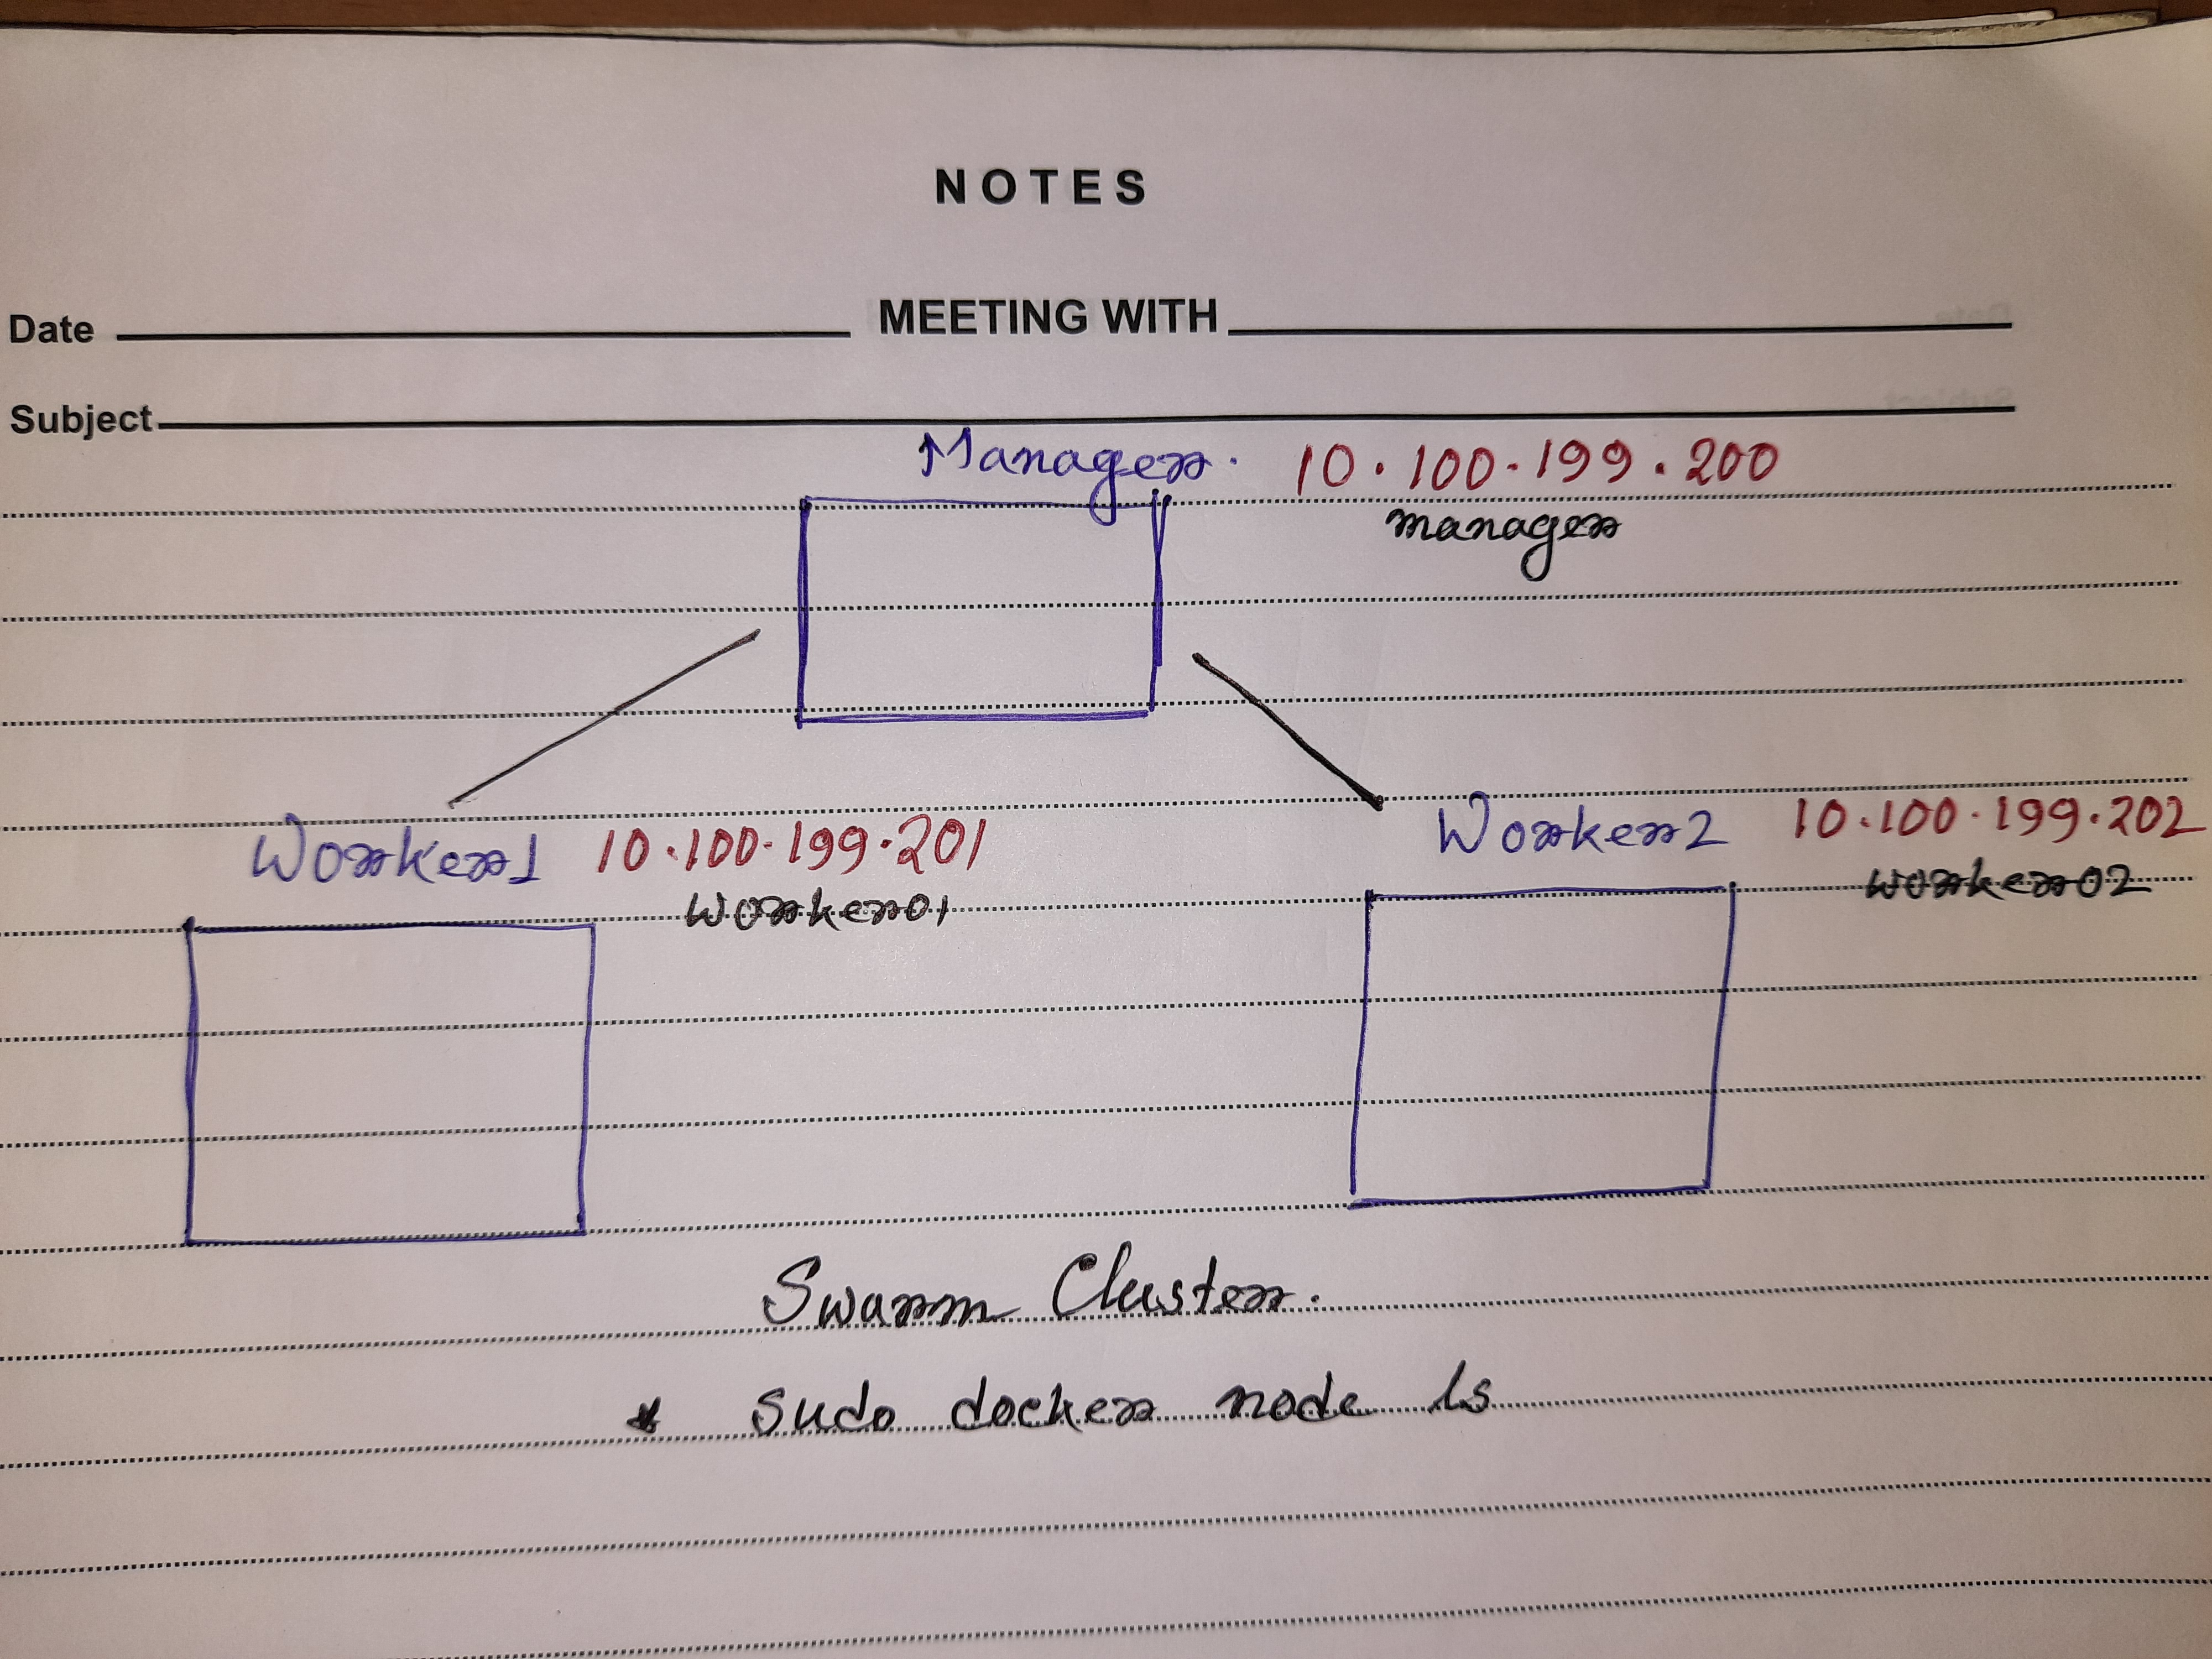 NOTES
Date MEETING WITH
Subject
Manager. 10.100.199.200
manager
Worker1 10.100.199.201
worker01
Worker2 10.100.199.202
worker02
Swarm Cluster.
* sudo docker node ls